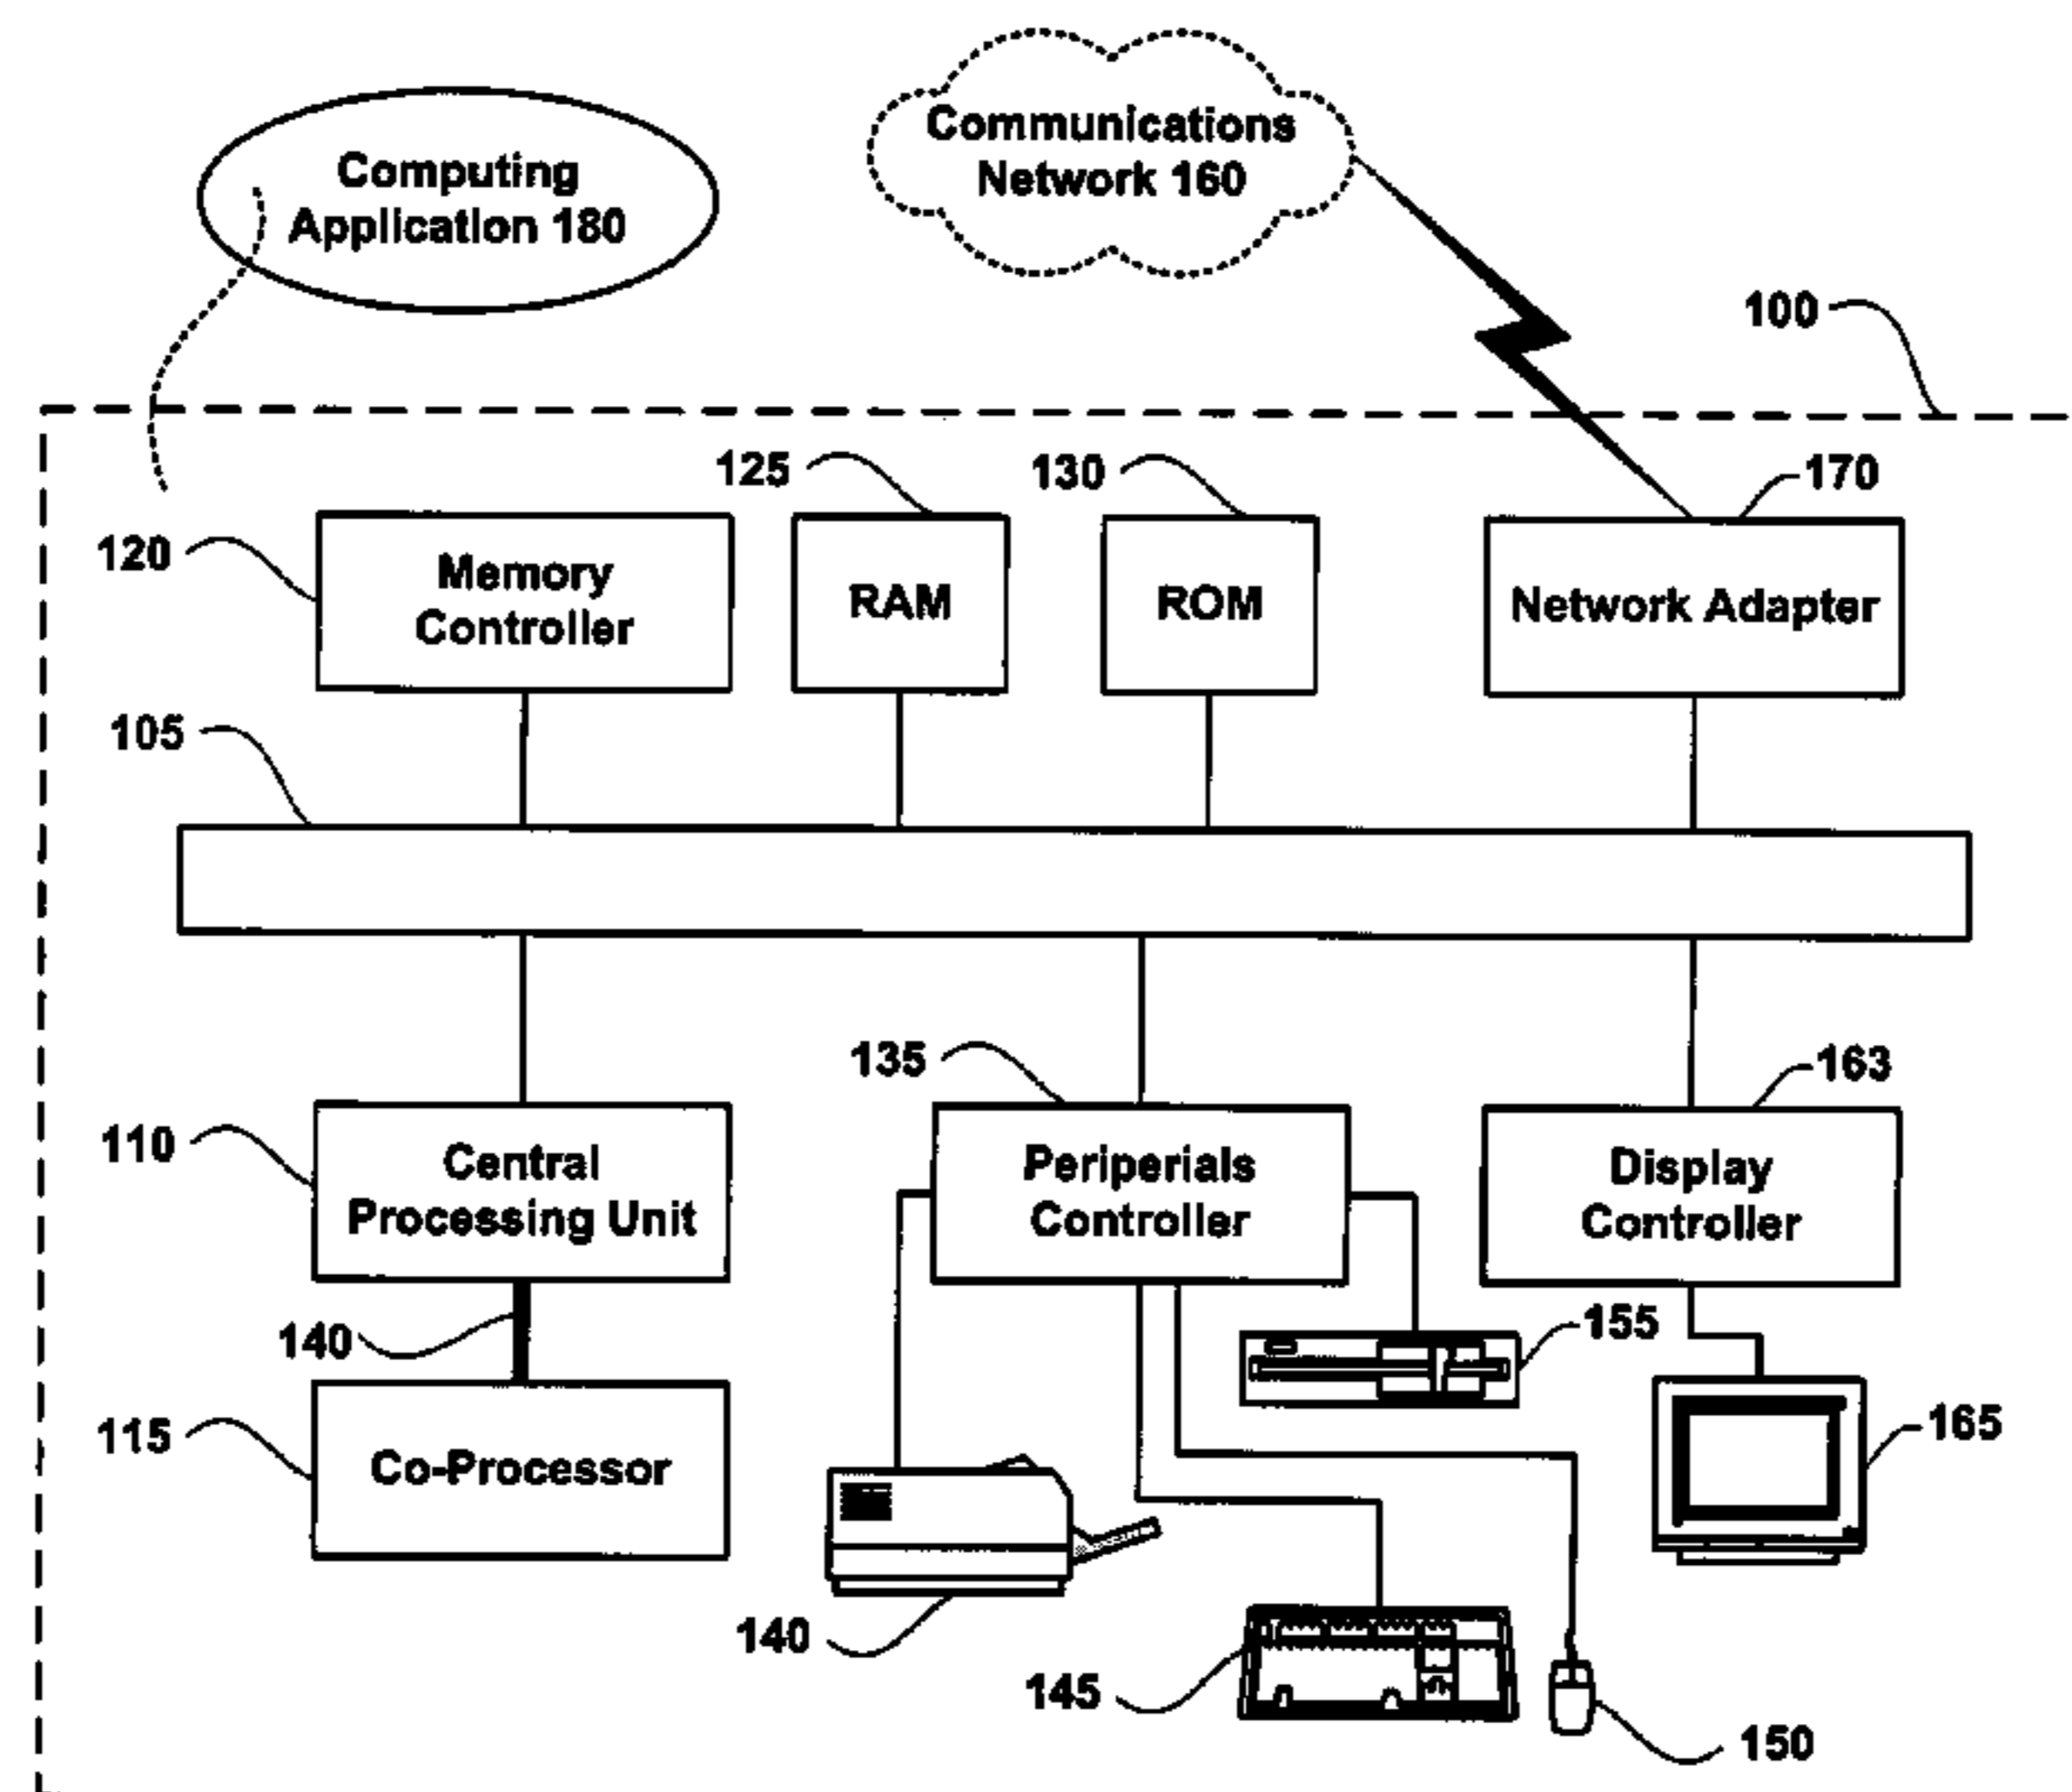 Computing
Application 180
Communications
Network 160
100
125
130
170
120
Memory
Controller
RAM
ROM
Network Adapter
105
135
163
110
Central
Processing Unit
Periperials
Controller
Display
Controller
140
155
115
Co-Processor
165
140
145
150